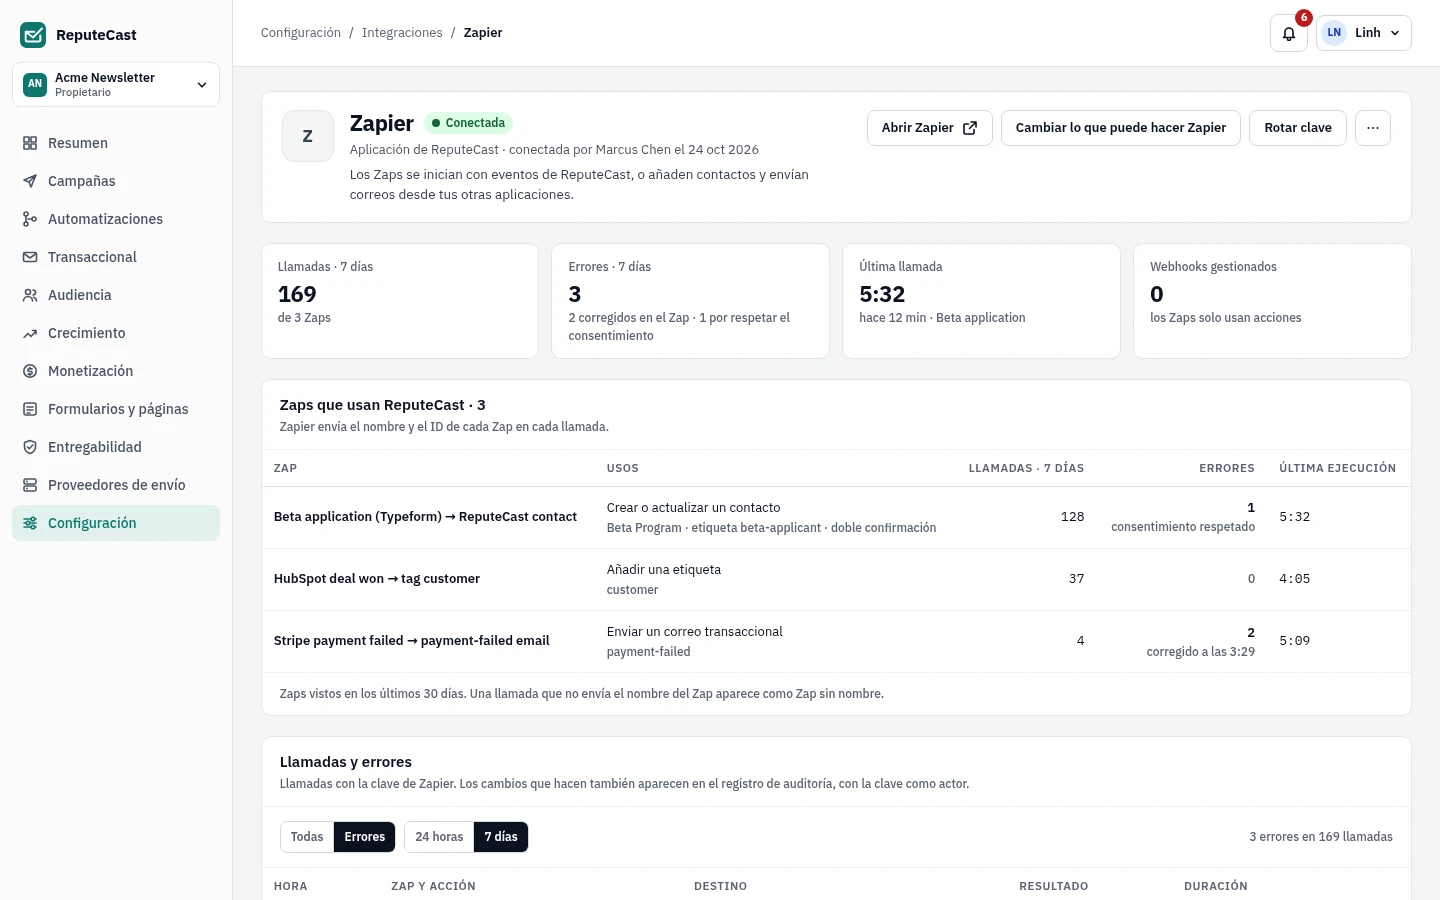 ReputeCast
AN
Acme Newsletter
Propietario
Resumen
Campañas
Automatizaciones
Transaccional
Audiencia
Crecimiento
Monetización
Formularios y páginas
Entregabilidad
Proveedores de envío
Configuración
Configuración / Integraciones / Zapier
6
LN Linh
Z
Zapier
Conectada
Aplicación de ReputeCast · conectada por Marcus Chen el 24 oct 2026
Los Zaps se inician con eventos de ReputeCast, o añaden contactos y envían
correos desde tus otras aplicaciones.
Abrir Zapier
Cambiar lo que puede hacer Zapier
Rotar clave
···
Llamadas · 7 días
169
de 3 Zaps
Errores · 7 días
3
2 corregidos en el Zap · 1 por respetar el
consentimiento
Última llamada
5:32
hace 12 min · Beta application
Webhooks gestionados
0
los Zaps solo usan acciones
Zaps que usan ReputeCast · 3
Zapier envía el nombre y el ID de cada Zap en cada llamada.
ZAP USOS LLAMADAS · 7 DÍAS ERRORES ÚLTIMA EJECUCIÓN
Beta application (Typeform) → ReputeCast contact
Crear o actualizar un contacto
Beta Program · etiqueta beta-applicant · doble confirmación
128
1
consentimiento respetado
5:32
HubSpot deal won → tag customer
Añadir una etiqueta
customer
37
0
4:05
Stripe payment failed → payment-failed email
Enviar un correo transaccional
payment-failed
4
2
corregido a las 3:29
5:09
Zaps vistos en los últimos 30 días. Una llamada que no envía el nombre del Zap aparece como Zap sin nombre.
Llamadas y errores
Llamadas con la clave de Zapier. Los cambios que hacen también aparecen en el registro de auditoría, con la clave como actor.
Todas Errores 24 horas 7 días
3 errores en 169 llamadas
HORA ZAP Y ACCIÓN DESTINO RESULTADO DURACIÓN